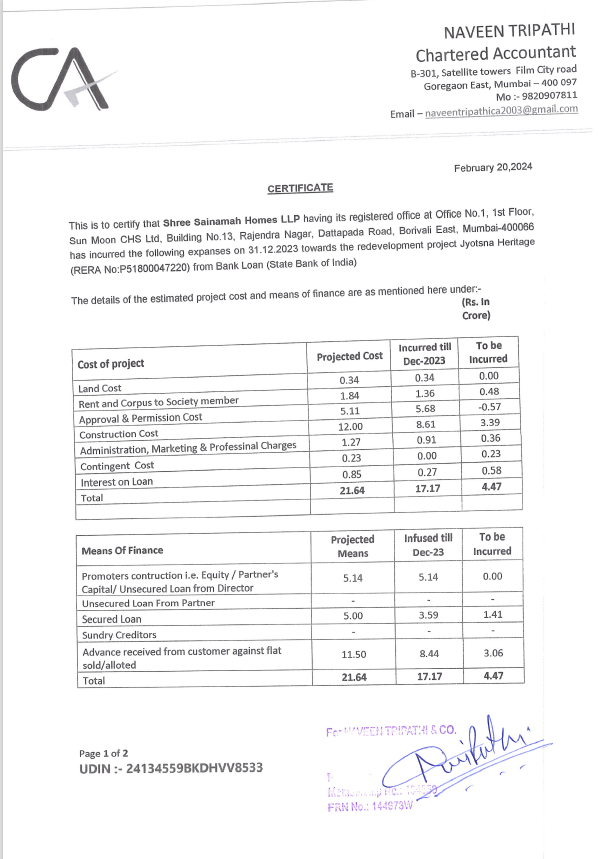 CA
NAVEEN TRIPATHI
Chartered Accountant
B-301, Satellite towers Film City road
Goregaon East, Mumbai – 400 097
Mo :- 9820907811
Email – naveentripathica2003@gmail.com
February 20,2024
CERTIFICATE
This is to certify that Shree Sainamah Homes LLP having its registered office at Office No.1, 1st Floor,
Sun Moon CHS Ltd, Building No.13, Rajendra Nagar, Dattapada Road, Borivali East, Mumbai-400066
has incurred the following expanses on 31.12.2023 towards the redevelopment project Jyotsna Heritage
(RERA No:P51800047220) from Bank Loan (State Bank of India)
The details of the estimated project cost and means of finance are as mentioned here under:-
(Rs. In
Crore)
Cost of project Projected Cost Incurred till Dec-2023 To be Incurred
Land Cost 0.34 0.34 0.00
Rent and Corpus to Society member 1.84 1.36 0.48
Approval & Permission Cost 5.11 5.68 -0.57
Construction Cost 12.00 8.61 3.39
Administration, Marketing & Professinal Charges 1.27 0.91 0.36
Contingent Cost 0.23 0.00 0.23
Interest on Loan 0.85 0.27 0.58
Total 21.64 17.17 4.47
Means Of Finance Projected Means Infused till Dec-23 To be Incurred
Promoters contruction i.e. Equity / Partner's
Capital/ Unsecured Loan from Director 5.14 5.14 0.00
Unsecured Loan From Partner - - -
Secured Loan 5.00 3.59 1.41
Sundry Creditors - - -
Advance received from customer against flat
sold/alloted 11.50 8.44 3.06
Total 21.64 17.17 4.47
For NAVEEN TRIPATHI & CO.
Page 1 of 2
UDIN :- 24134559BKDHVV8533
FRN No.: 144973W